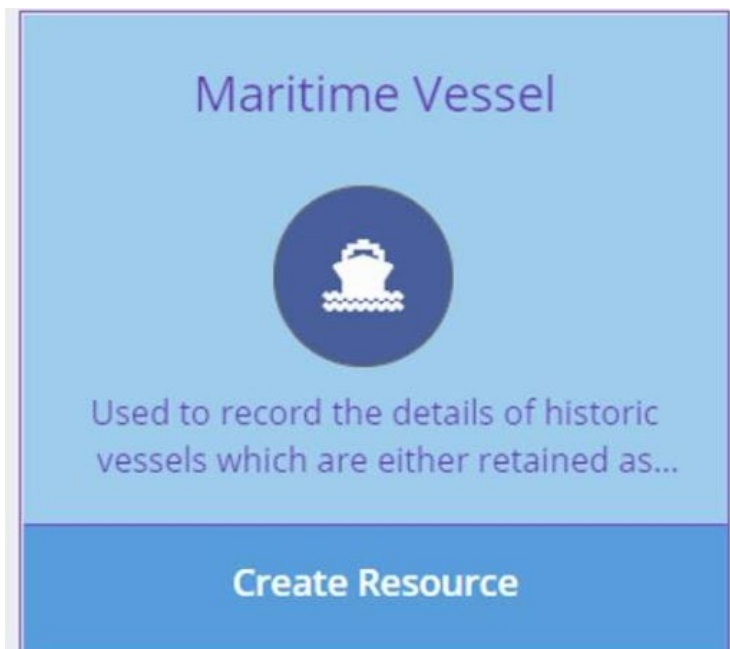 Maritime Vessel
Used to record the details of historic
vessels which are either retained as...
Create Resource